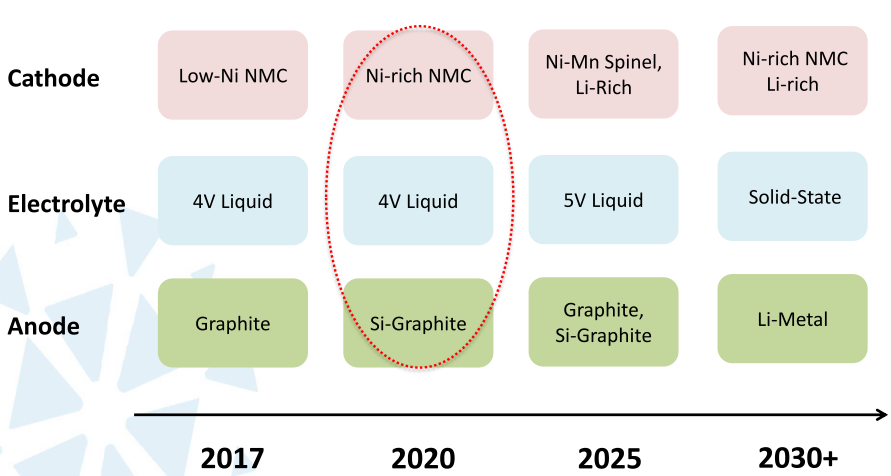 Cathode
Low-Ni NMC
Ni-rich NMC
Ni-Mn Spinel,
Li-Rich
Ni-rich NMC
Li-rich
Electrolyte
4V Liquid
4V Liquid
5V Liquid
Solid-State
Anode
Graphite
Si-Graphite
Graphite,
Si-Graphite
Li-Metal
2017
2020
2025
2030+